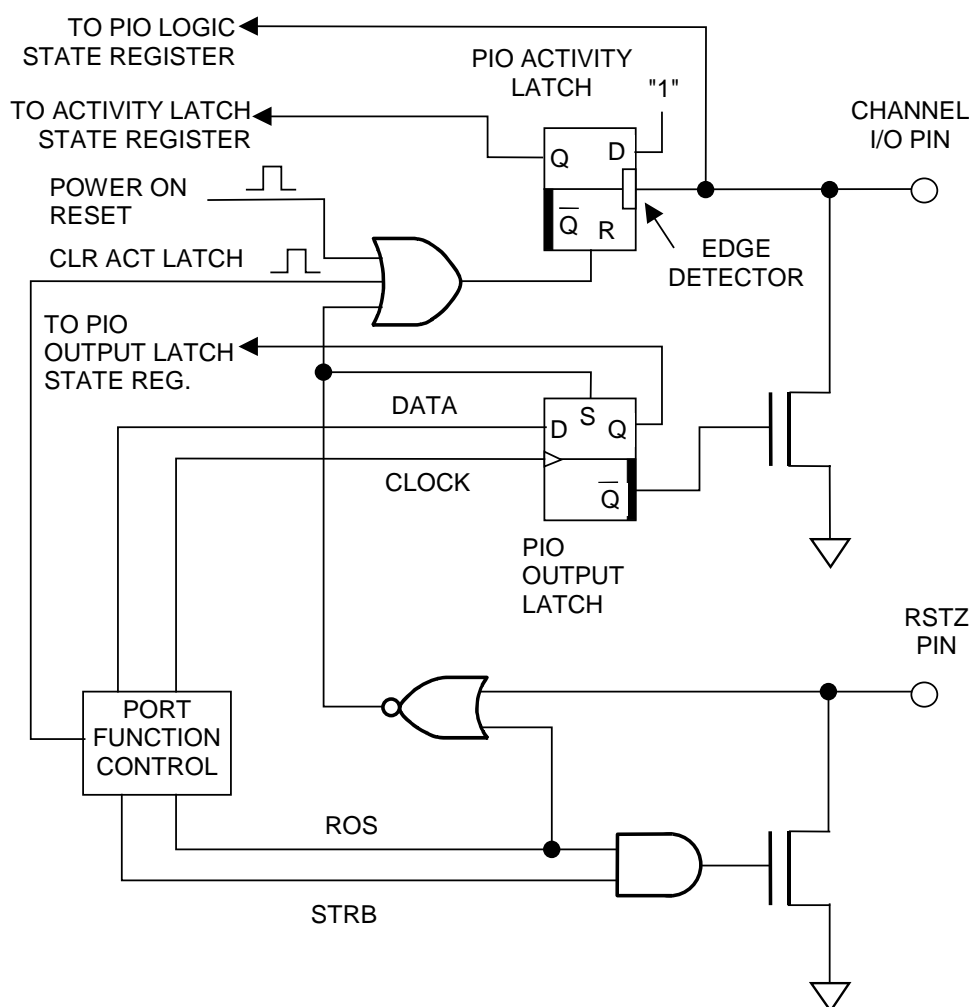 TO PIO LOGIC
STATE REGISTER
PIO ACTIVITY
LATCH
"1"
TO ACTIVITY LATCH
STATE REGISTER
CHANNEL
I/O PIN
Q
D
POWER ON
RESET
Q
R
EDGE
DETECTOR
CLR ACT LATCH
TO PIO
OUTPUT LATCH
STATE REG.
DATA
D
S
Q
CLOCK
Q
PIO
OUTPUT
LATCH
RSTZ
PIN
PORT
FUNCTION
CONTROL
ROS
STRB